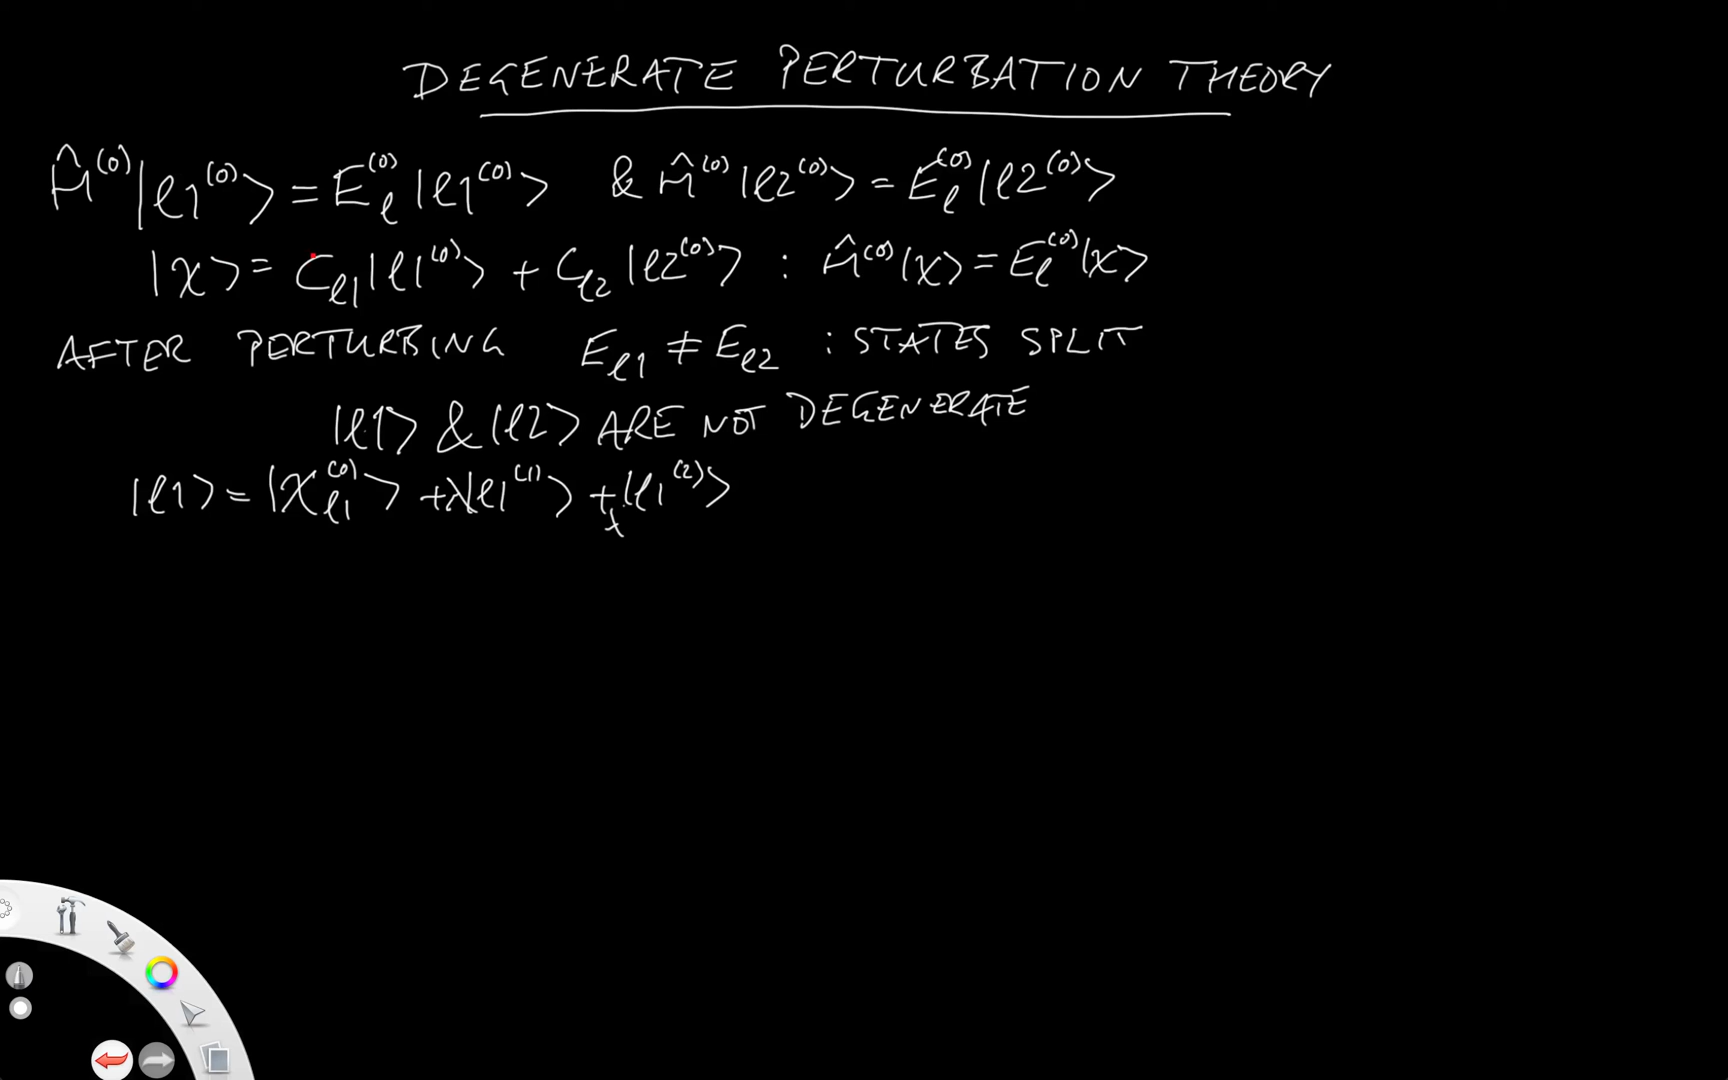 DEGENERATE PERTURBATION THEORY
Ĥ⁽⁰⁾|ℓ1⁽⁰⁾⟩ = E_ℓ⁽⁰⁾|ℓ1⁽⁰⁾⟩ & Ĥ⁽⁰⁾|ℓ2⁽⁰⁾⟩ = E_ℓ⁽⁰⁾|ℓ2⁽⁰⁾⟩
|χ⟩ = C_ℓ1|ℓ1⁽⁰⁾⟩ + C_ℓ2|ℓ2⁽⁰⁾⟩ : Ĥ⁽⁰⁾|χ⟩ = E_ℓ⁽⁰⁾|χ⟩
AFTER PERTURBING E_ℓ1 ≠ E_ℓ2 : STATES SPLIT
|ℓ1⟩ & |ℓ2⟩ ARE NOT DEGENERATE
|ℓ1⟩ = |χ_ℓ1⁽⁰⁾⟩ + λ|ℓ1⁽¹⁾⟩ + |ℓ1⁽²⁾⟩